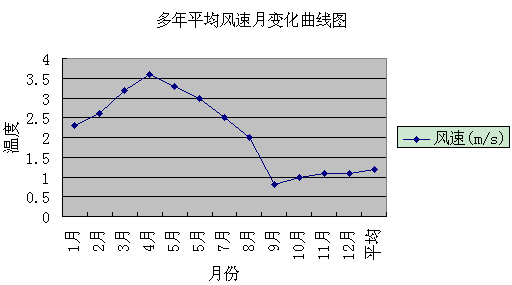 多年平均风速月变化曲线图
4
3.5
3
2.5
2
1.5
1
0.5
0
温度
1月
2月
3月
4月
5月
5月
7月
8月
9月
10月
11月
12月
平均
月份
风速(m/s)